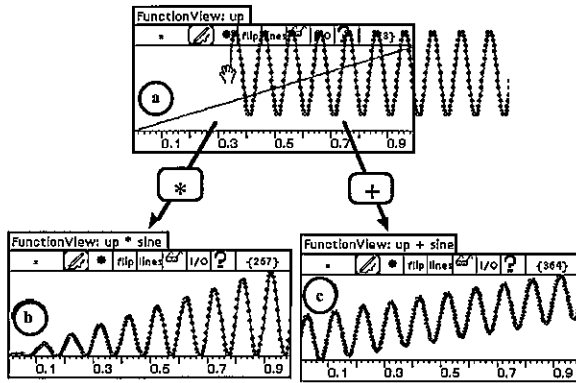 FunctionView: up
flip lines I/O ? 3}
a
0.1 0.3 0.5 0.7 0.9
* +
FunctionView: up * sine
* flip lines I/O ? {267}
b
0.1 0.3 0.5 0.7 0.9
FunctionView: up + sine
* flip lines I/O ? {364}
c
0.1 0.3 0.5 0.7 0.9